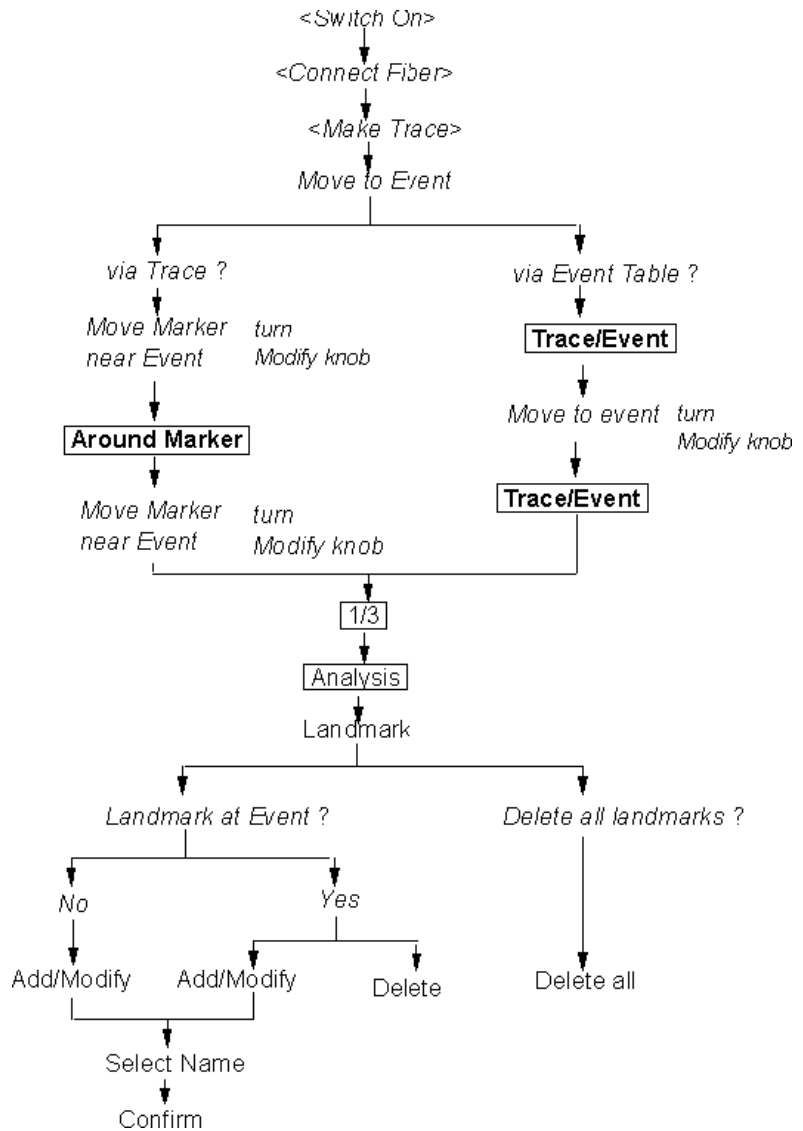 <Switch On>
<Connect Fiber>
<Make Trace>
Move to Event
via Trace ?
via Event Table ?
Move Marker
near Event
turn
Modify knob
Trace/Event
Around Marker
Move to event
turn
Modify knob
Move Marker
near Event
turn
Modify knob
Trace/Event
1/3
Analysis
Landmark
Landmark at Event ?
Delete all landmarks ?
No
Yes
Add/Modify
Add/Modify
Delete
Delete all
Select Name
Confirm